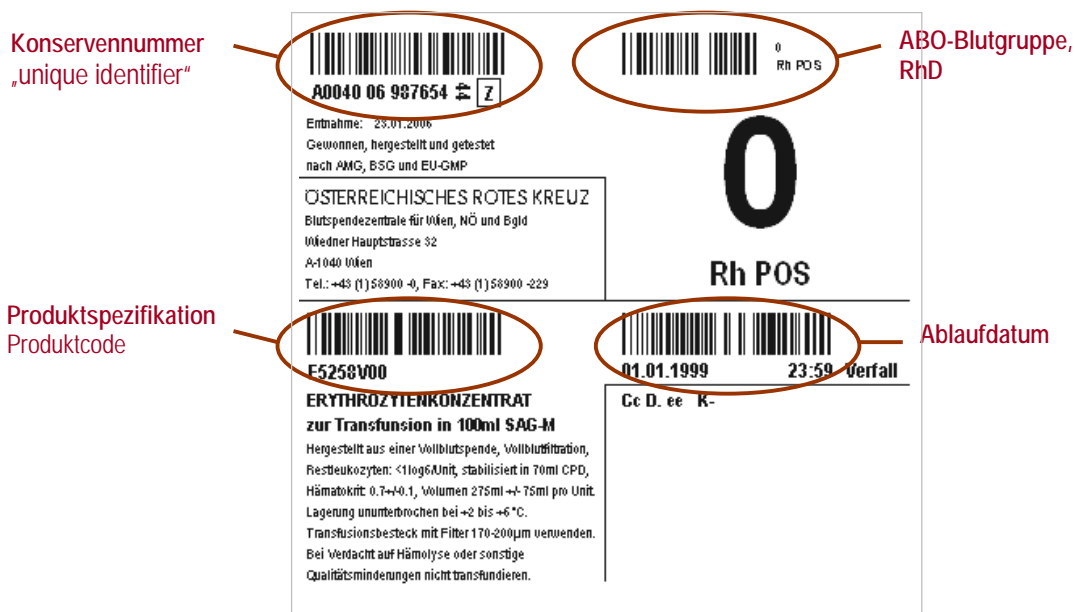 Konservennummer
„unique identifier“
A0040 06 987654 Z
Entnahme: 23.01.2006
Gewonnen, hergestellt und getestet
nach AMG, BSG und EU-GMP
ÖSTERREICHISCHES ROTES KREUZ
Blutspendezentrale für Wien, NÖ und Bgld
Wiedner Hauptstrasse 32
A-1040 Wien
Tel.: +43 (1) 58900 -0, Fax: +43 (1) 58900 -229
0
Rh POS
ABO-Blutgruppe,
RhD
0
Rh POS
Produktspezifikation
Produktcode
E5258V00
ERYTHROZYTENKONZENTRAT
zur Transfunsion in 100ml SAG-M
Hergestellt aus einer Vollblutspende, Vollblutfiltration,
Restleukozyten: <1log6/Unit, stabilisiert in 70ml CPD,
Hämatokrit: 0.7+/-0.1, Volumen 275ml +/- 75ml pro Unit.
Lagerung ununterbrochen bei +2 bis +6 °C.
Transfusionsbesteck mit Filter 170-200µm verwenden.
Bei Verdacht auf Hämolyse oder sonstige
Qualitätsminderungen nicht transfundieren.
01.01.1999 23:59 Verfall
Cc D. ee K-
Ablaufdatum